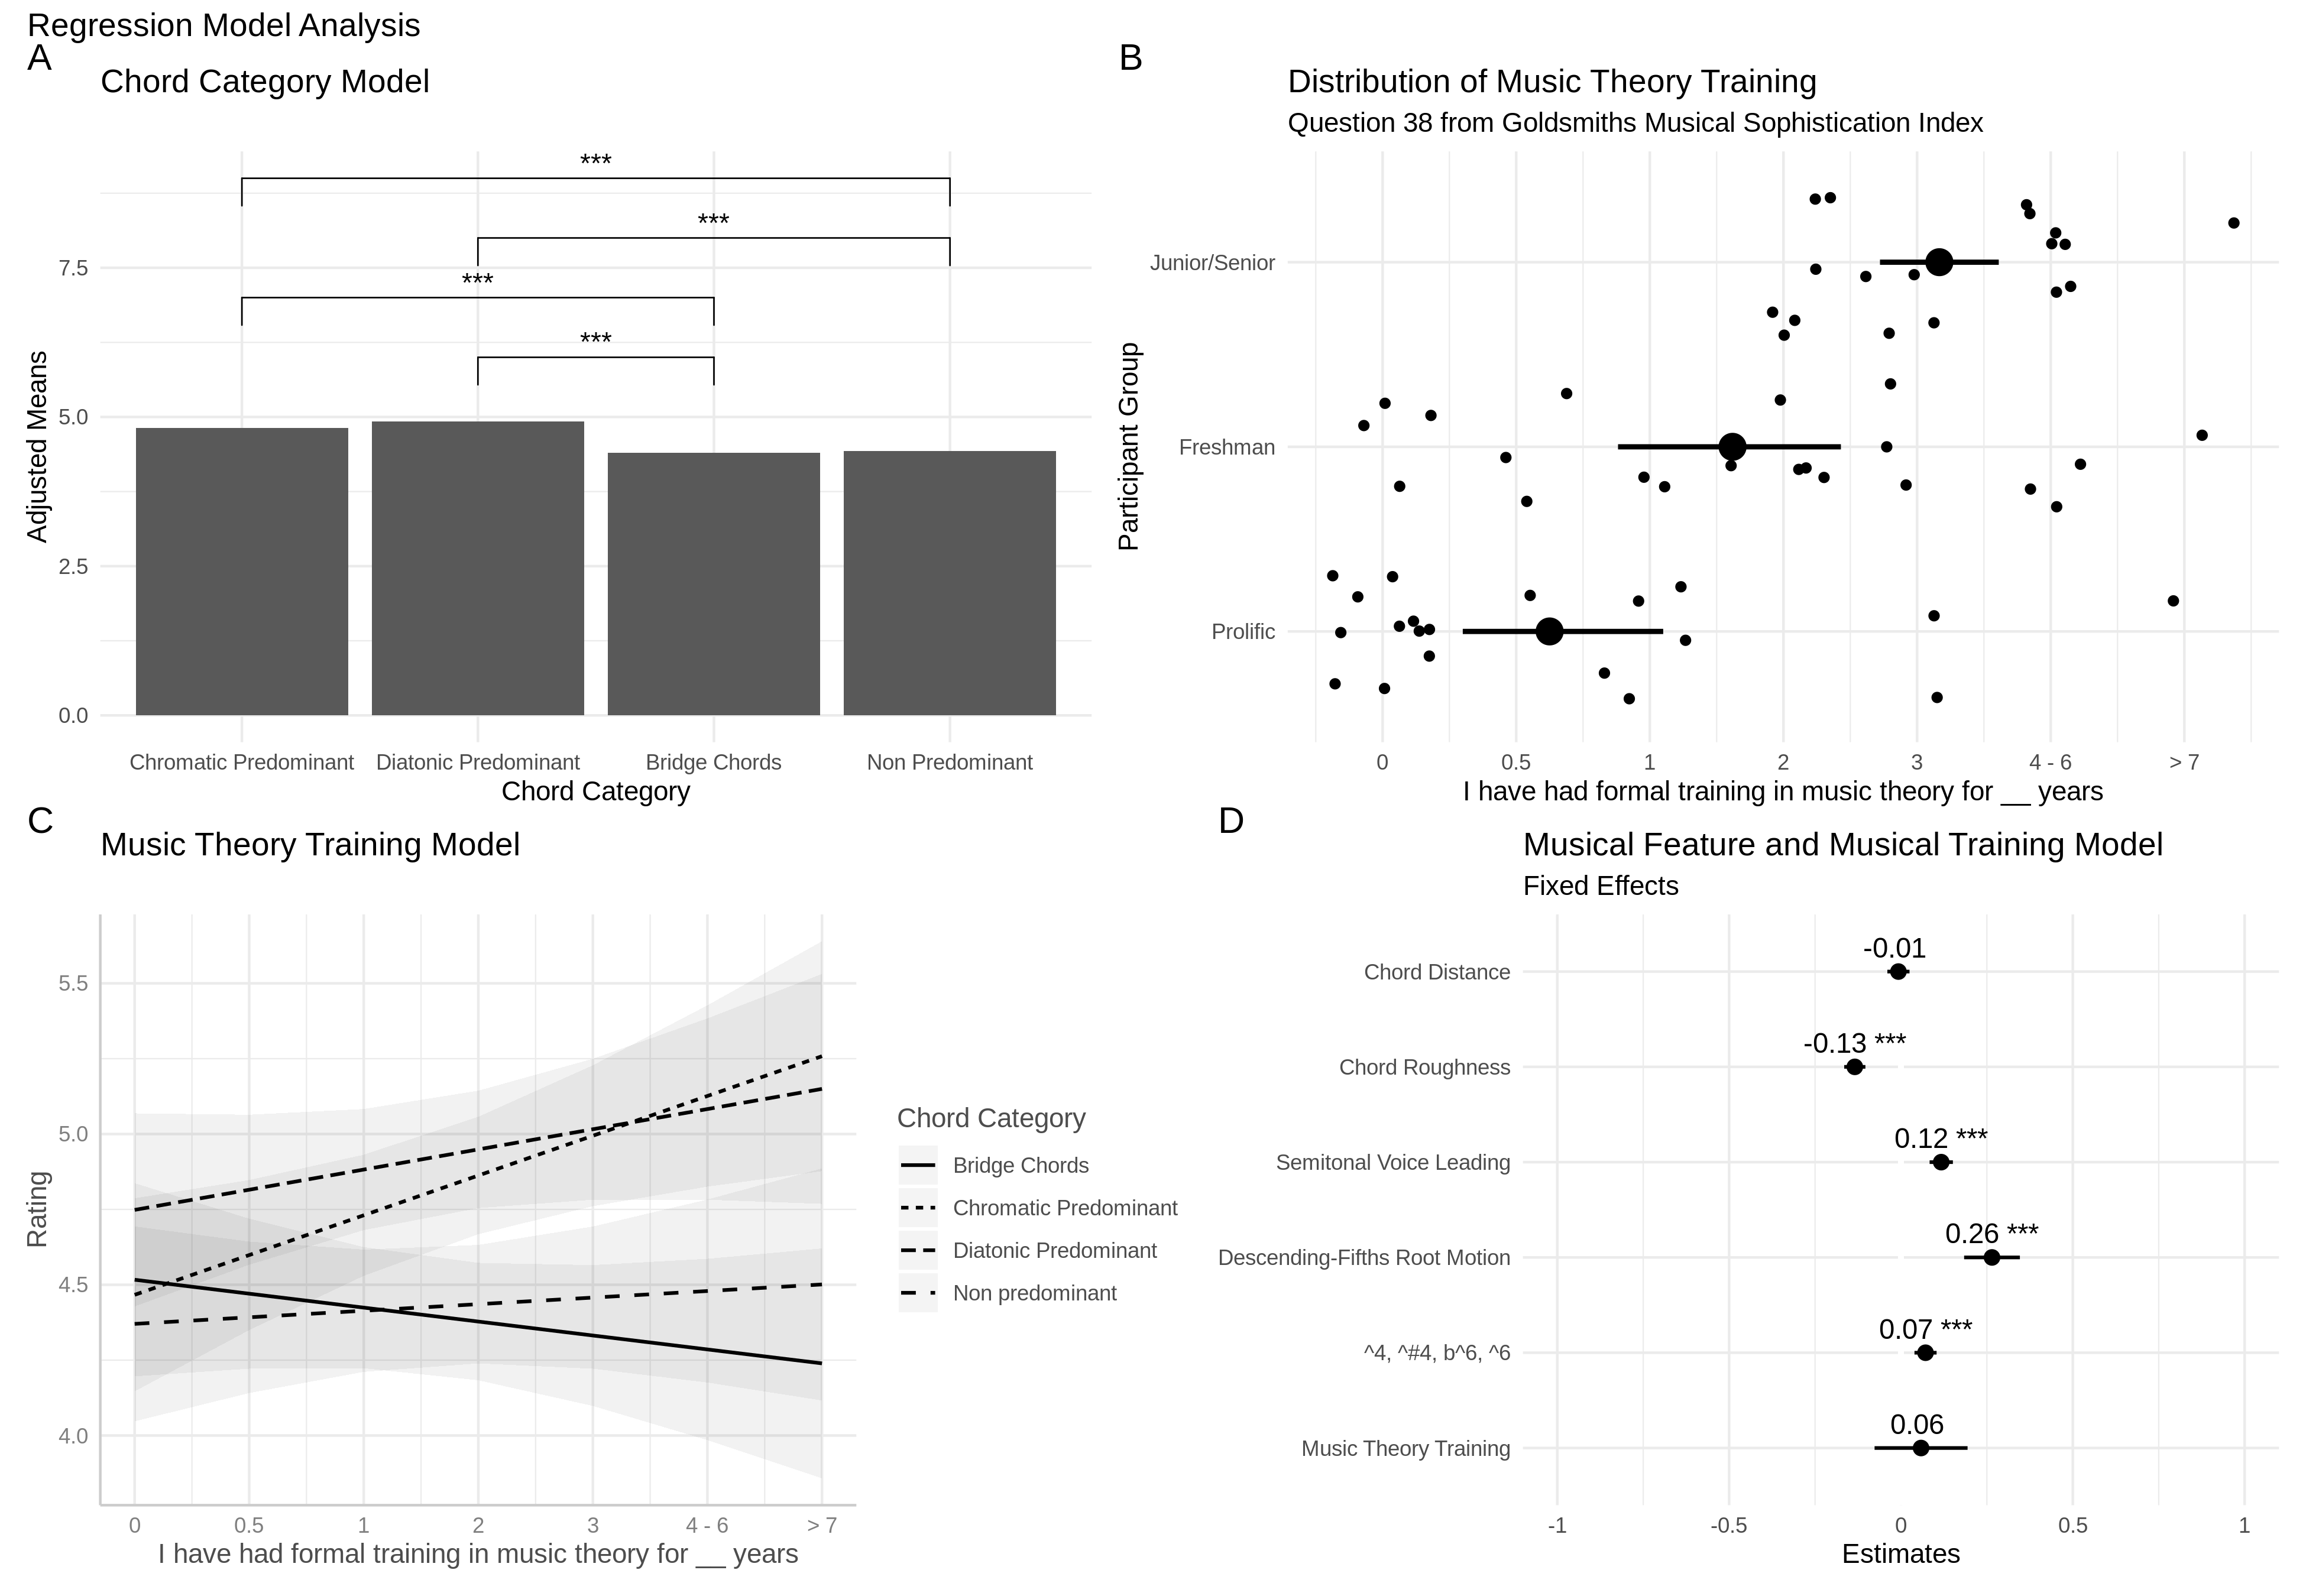 Regression Model Analysis
A
Chord Category Model
***
***
***
***
7.5
5.0
2.5
0.0
Adjusted Means
Chromatic Predominant
Diatonic Predominant
Bridge Chords
Non Predominant
Chord Category
B
Distribution of Music Theory Training
Question 38 from Goldsmiths Musical Sophistication Index
Junior/Senior
Freshman
Prolific
Participant Group
0
0.5
1
2
3
4 - 6
> 7
I have had formal training in music theory for __ years
C
Music Theory Training Model
5.5
5.0
4.5
4.0
Rating
0
0.5
1
2
3
4 - 6
> 7
I have had formal training in music theory for __ years
Chord Category
Bridge Chords
Chromatic Predominant
Diatonic Predominant
Non predominant
D
Musical Feature and Musical Training Model
Fixed Effects
Chord Distance
-0.01
Chord Roughness
-0.13 ***
Semitonal Voice Leading
0.12 ***
Descending-Fifths Root Motion
0.26 ***
^4, ^#4, b^6, ^6
0.07 ***
Music Theory Training
0.06
-1
-0.5
0
0.5
1
Estimates